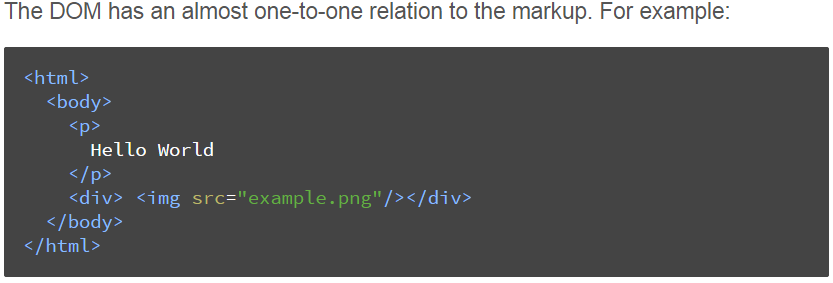 The DOM has an almost one-to-one relation to the markup. For example:
<html>
  <body>
    <p>
      Hello World
    </p>
    <div> <img src="example.png"/></div>
  </body>
</html>